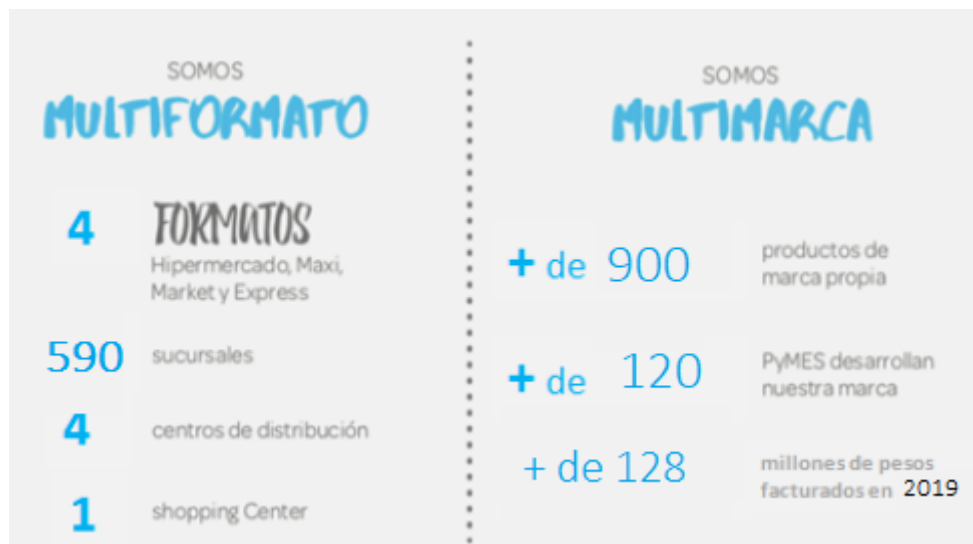 SOMOS
MULTIFORMATO
4 FORMATOS
Hipermercado, Maxi,
Market y Express
590 sucursales
4 centros de distribución
1 shopping Center
SOMOS
MULTIMARCA
+ de 900 productos de
marca propia
+ de 120 PyMES desarrollan
nuestra marca
+ de 128 millones de pesos
facturados en 2019